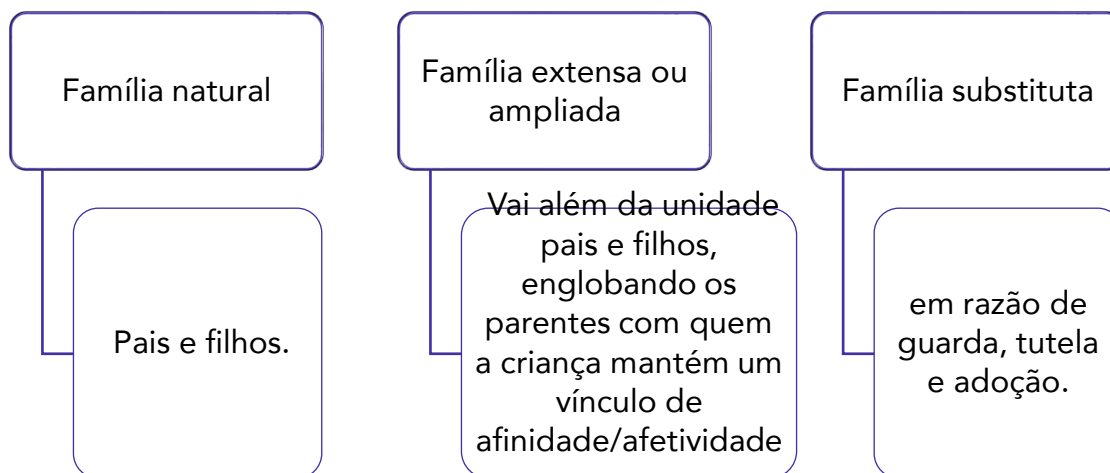 Família natural
Pais e filhos.
Família extensa ou
ampliada
Vai além da unidade
pais e filhos,
englobando os
parentes com quem
a criança mantém um
vínculo de
afinidade/afetividade
Família substituta
em razão de
guarda, tutela
e adoção.